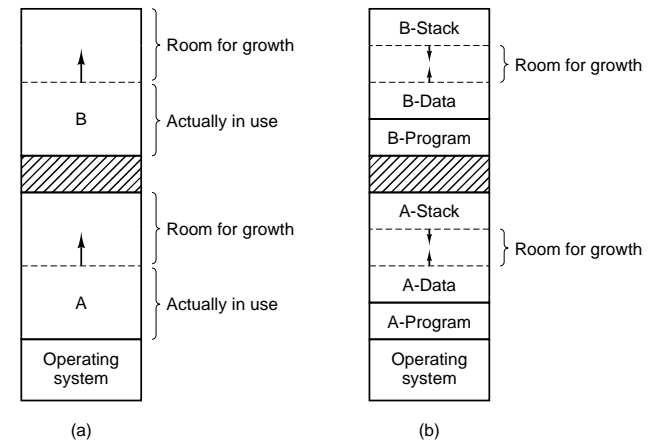 Room for growth
B
Actually in use
Room for growth
A
Actually in use
Operating
system
(a)
B-Stack
Room for growth
B-Data
B-Program
A-Stack
Room for growth
A-Data
A-Program
Operating
system
(b)